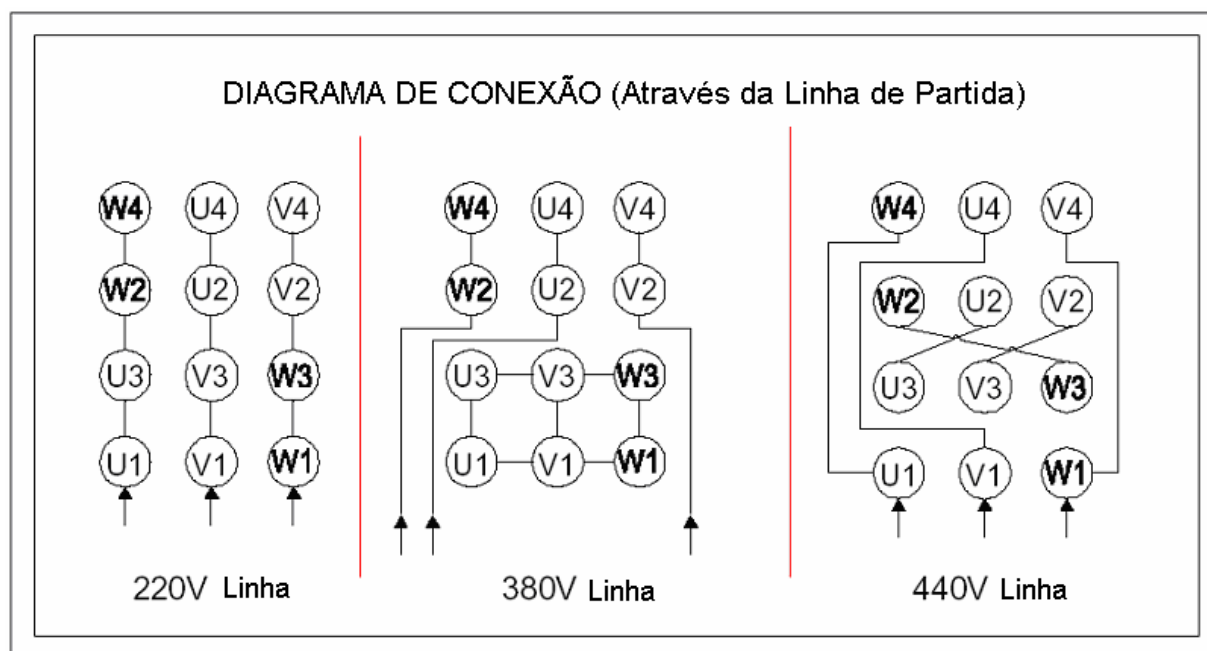 DIAGRAMA DE CONEXÃO (Através da Linha de Partida)
W4 U4 V4
W2 U2 V2
U3 V3 W3
U1 V1 W1
220V Linha
W4 U4 V4
W2 U2 V2
U3 V3 W3
U1 V1 W1
380V Linha
W4 U4 V4
W2 U2 V2
U3 V3 W3
U1 V1 W1
440V Linha